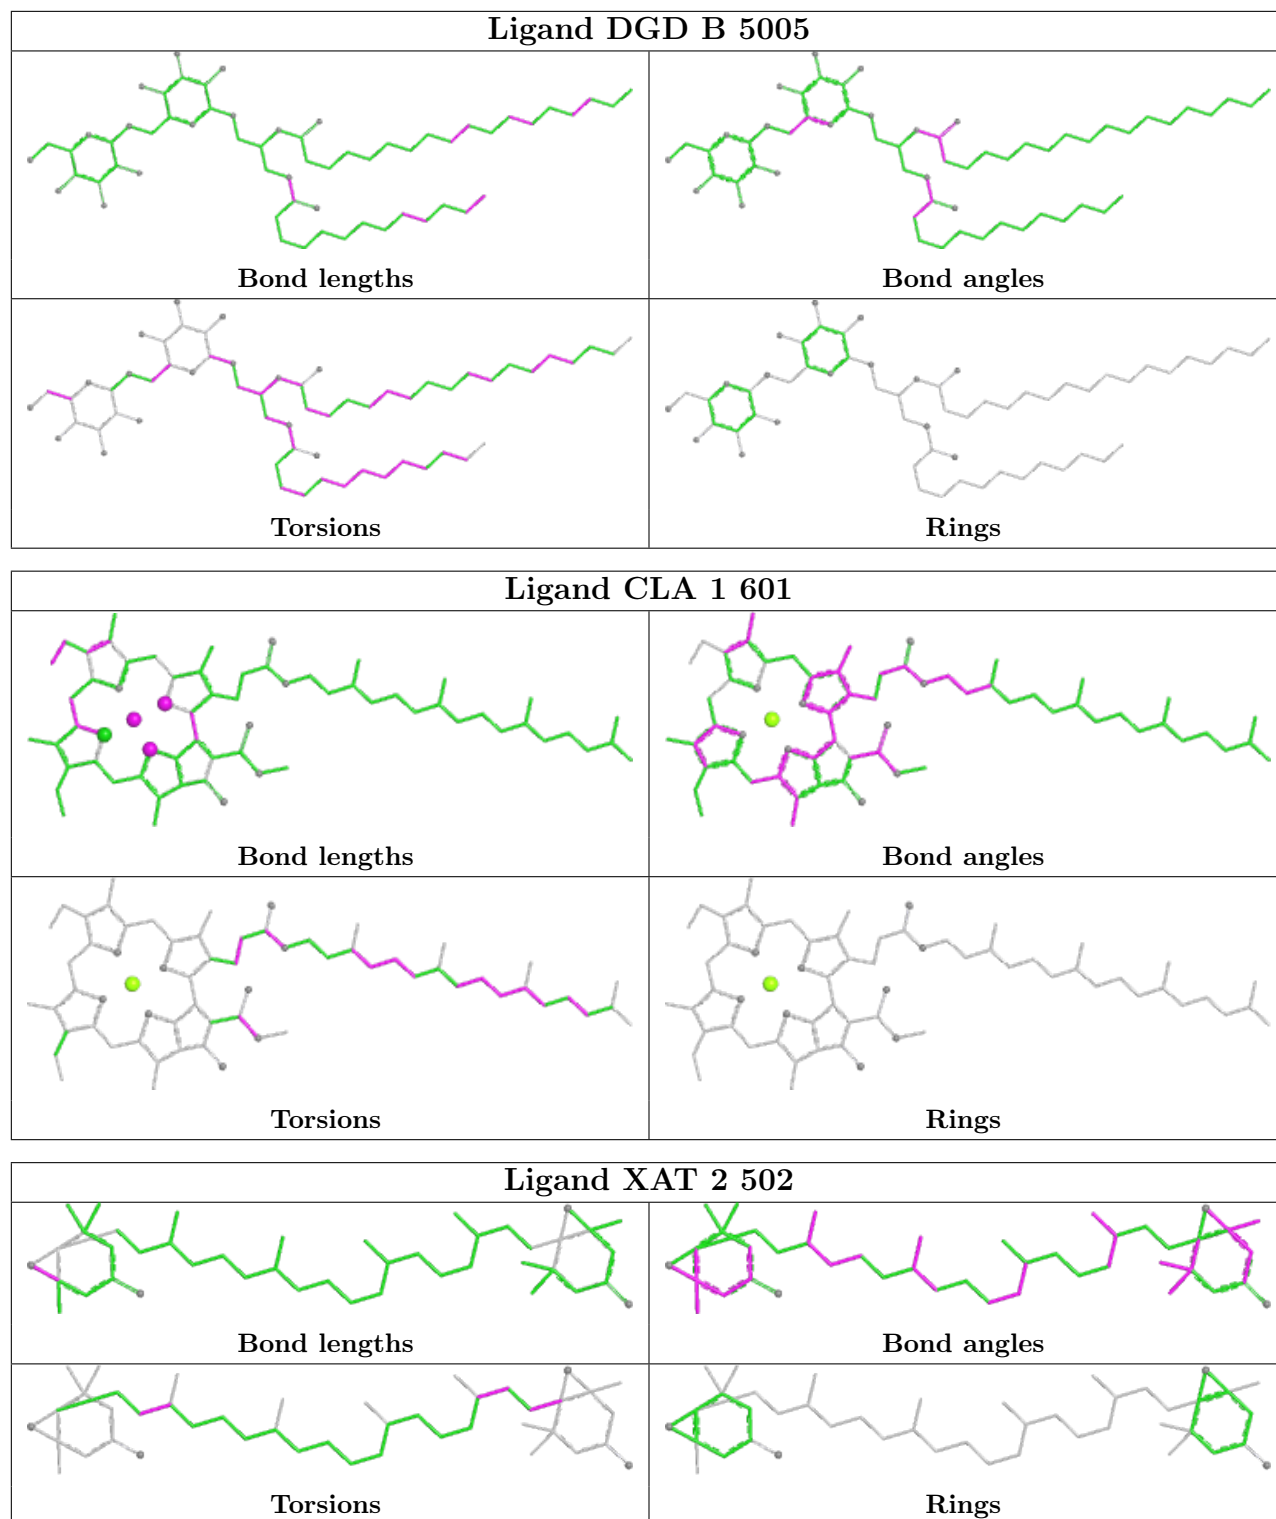 Ligand DGD B 5005
Bond lengths
Bond angles
Torsions
Rings
Ligand CLA 1 601
Bond lengths
Bond angles
Torsions
Rings
Ligand XAT 2 502
Bond lengths
Bond angles
Torsions
Rings